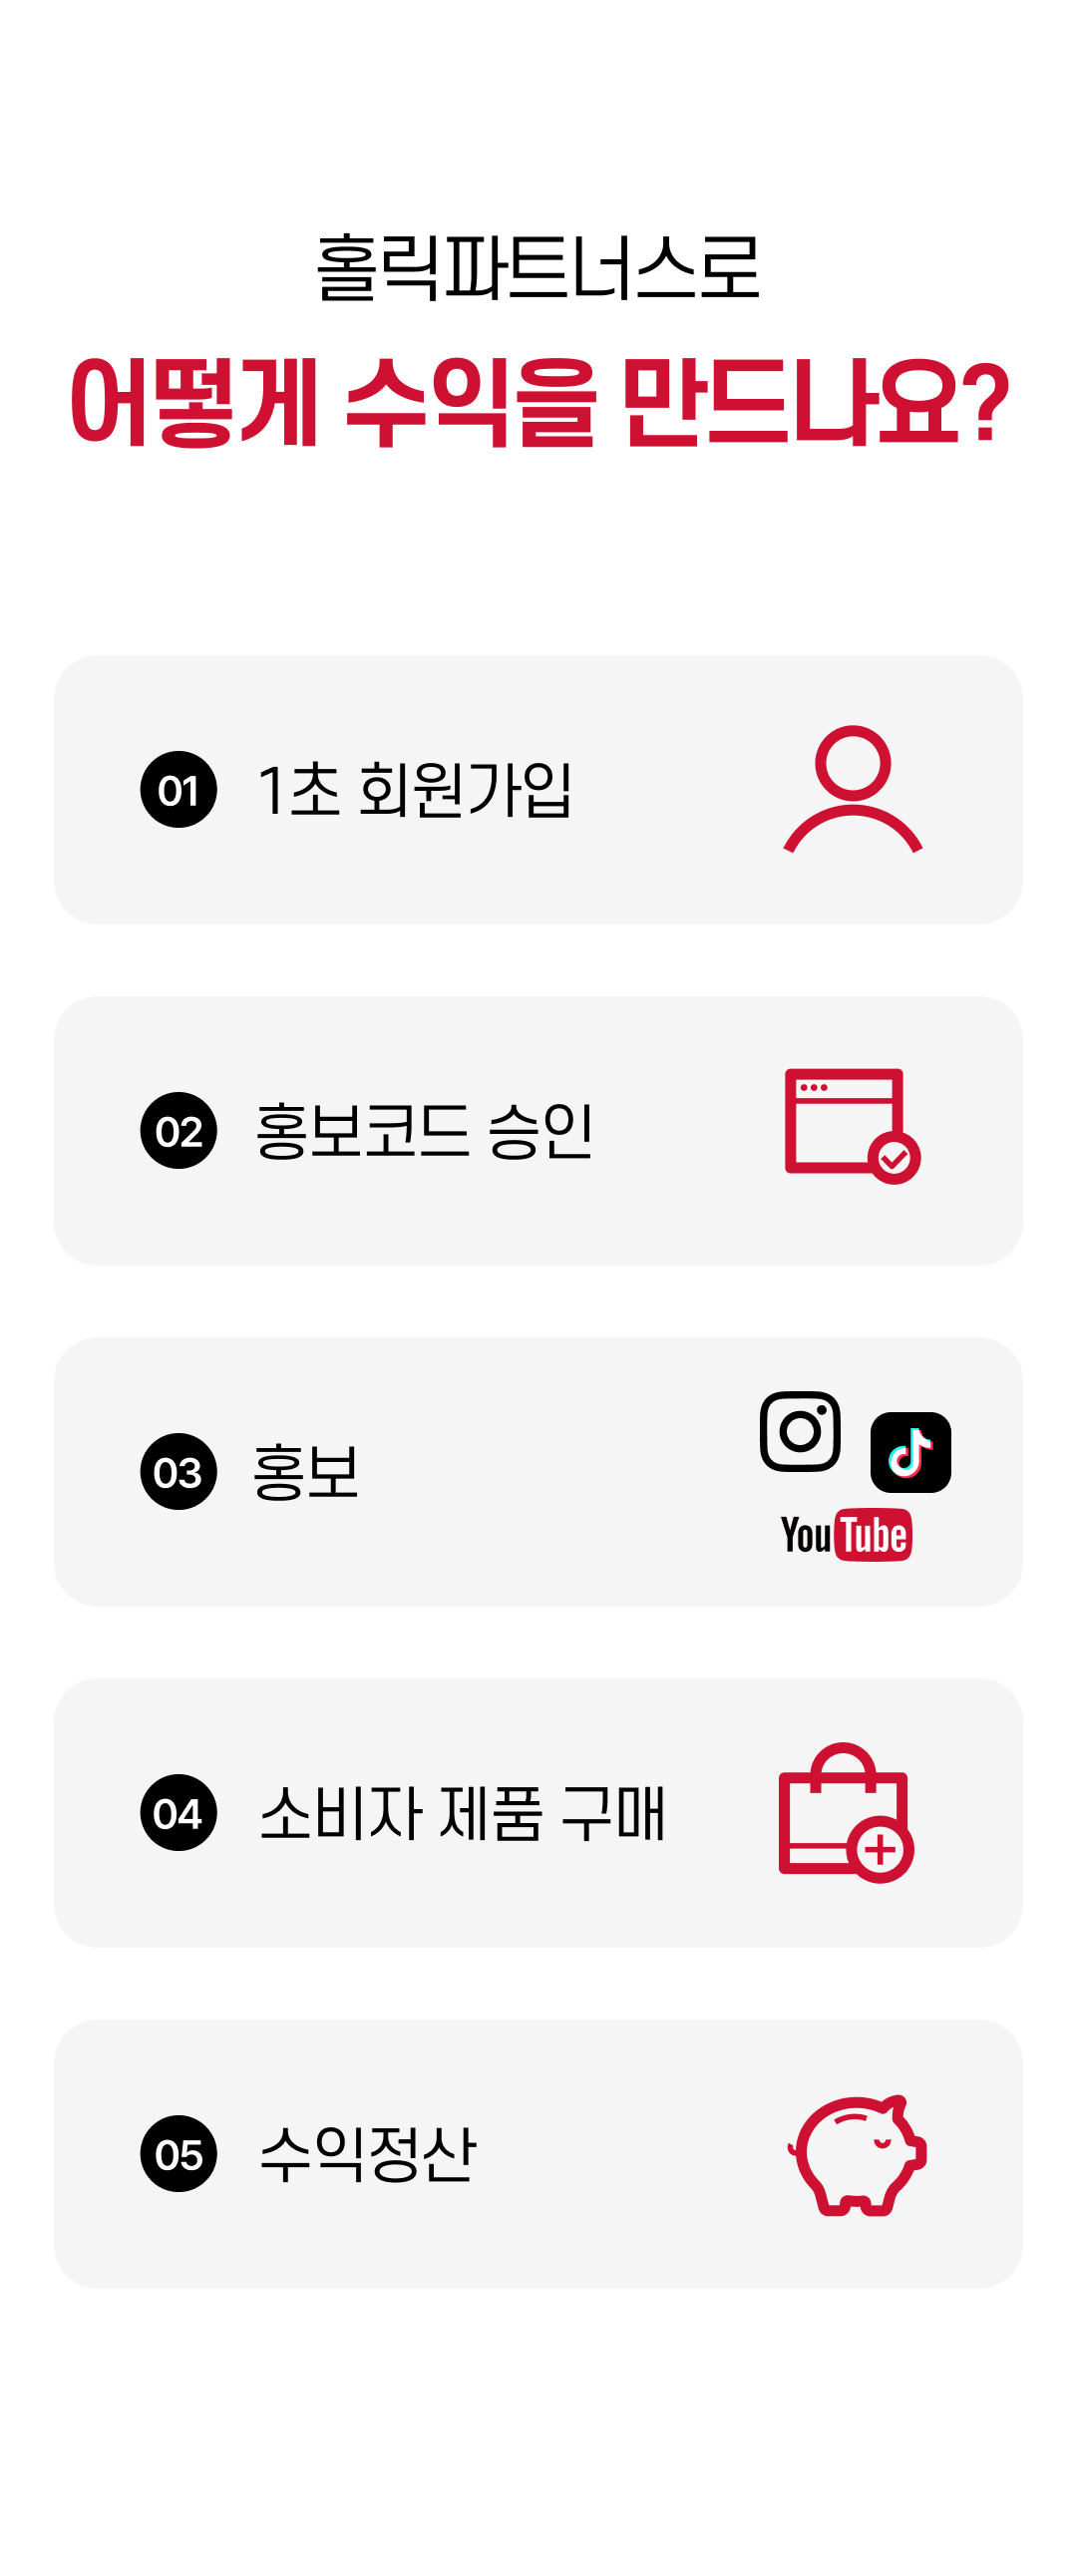 홀릭파트너스로
어떻게 수익을 만드나요?
01 1초 회원가입
02 홍보코드 승인
03 홍보
YouTube
04 소비자 제품 구매
05 수익정산